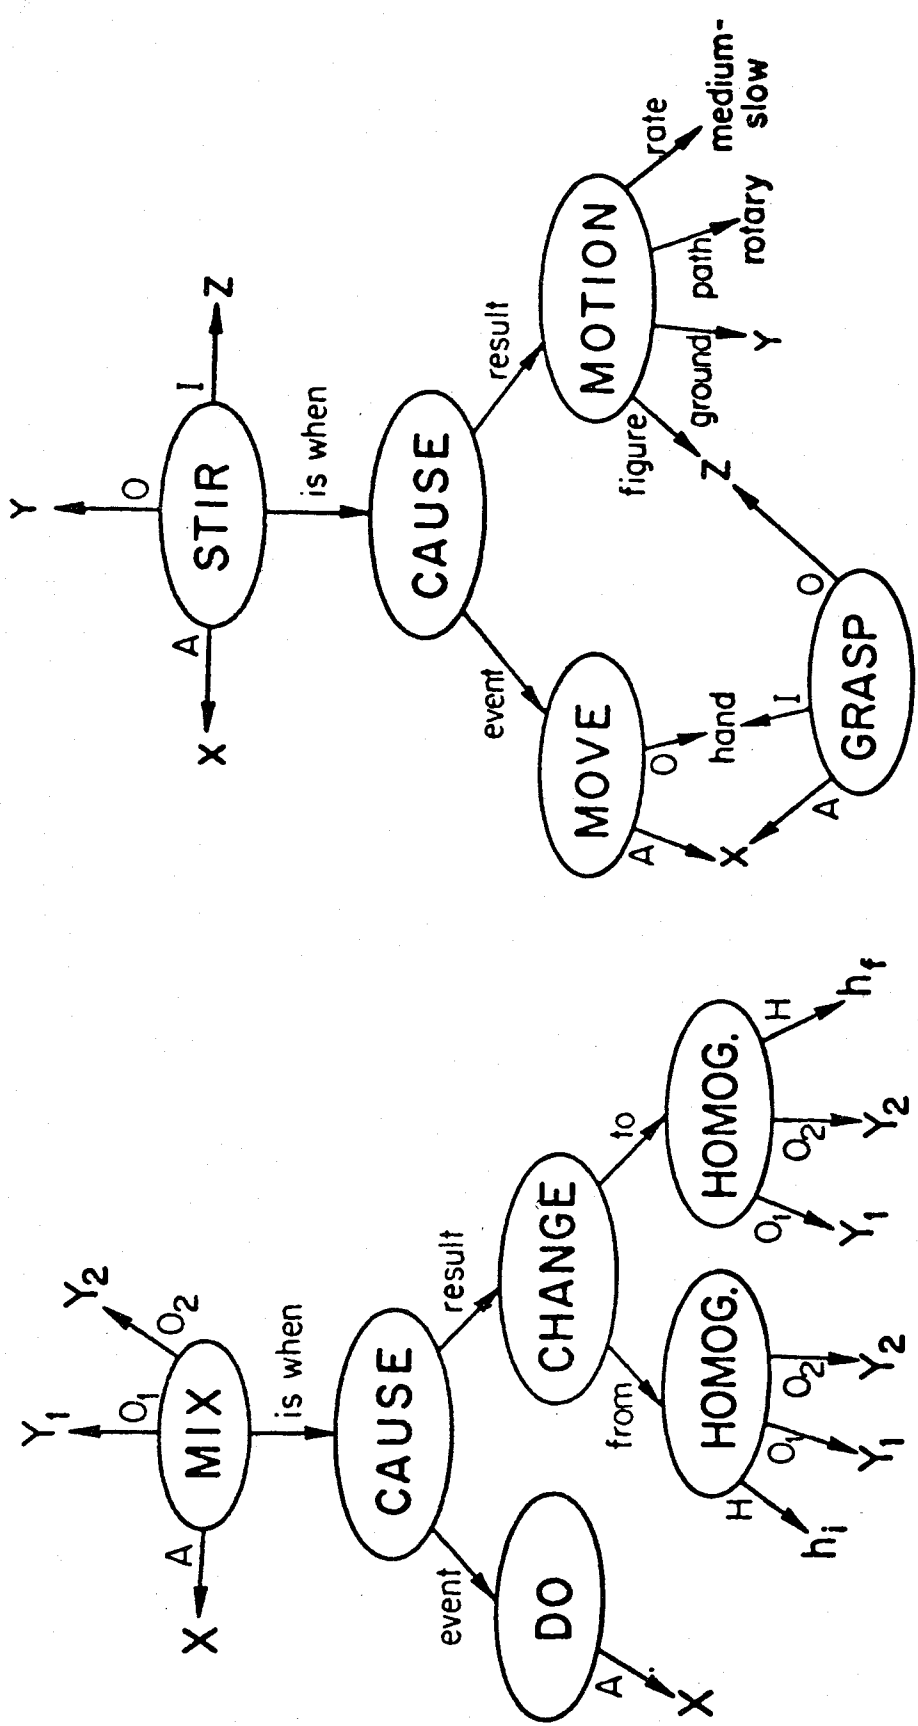 Y₁
Y₂
O₁
O₂
X
A
MIX
is when
CAUSE
event
result
DO
A
X
CHANGE
from
to
HOMOG.
H
O₁
O₂
hᵢ
Y₁
Y₂
HOMOG.
O₁
O₂
H
Y₁
Y₂
h_f
Y
O
X
A
STIR
I
Z
is when
CAUSE
event
result
MOVE
A
O
X
hand
MOTION
figure
ground
path
rate
Z
Y
rotary
medium-
slow
A
I
O
GRASP